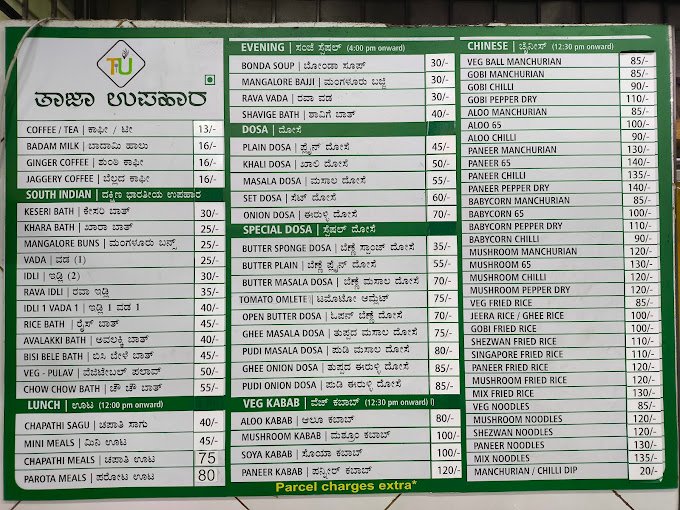 TFU
ತಾಜಾ ಉಪಹಾರ
COFFEE / TEA | ಕಾಫೀ / ಟೀ 13/-
BADAM MILK | ಬಾದಾಮಿ ಹಾಲು 16/-
GINGER COFFEE | ಶುಂಠಿ ಕಾಫೀ 16/-
JAGGERY COFFEE | ಬೆಲ್ಲದ ಕಾಫೀ 16/-
SOUTH INDIAN | ದಕ್ಷಿಣ ಭಾರತೀಯ ಉಪಹಾರ
KESERI BATH | ಕೇಸರಿ ಬಾತ್ 30/-
KHARA BATH | ಖಾರಾ ಬಾತ್ 25/-
MANGALORE BUNS | ಮಂಗಳೂರು ಬನ್ಸ್ 25/-
VADA | ವಡ (1) 25/-
IDLI | ಇಡ್ಲಿ (2) 30/-
RAVA IDLI | ರವಾ ಇಡ್ಲಿ 35/-
IDLI 1 VADA 1 | ಇಡ್ಲಿ 1 ವಡ 1 40/-
RICE BATH | ರೈಸ್ ಬಾತ್ 45/-
AVALAKKI BATH | ಅವಲಕ್ಕಿ ಬಾತ್ 40/-
BISI BELE BATH | ಬಿಸಿ ಬೇಳೆ ಬಾತ್ 45/-
VEG - PULAV | ವೆಜಿಟೇಬಲ್ ಪಲಾವ್ 50/-
CHOW CHOW BATH | ಚೌ ಚೌ ಬಾತ್ 55/-
LUNCH | ಊಟ (12:00 pm onward)
CHAPATHI SAGU | ಚಪಾತಿ ಸಾಗು 40/-
MINI MEALS | ಮಿನಿ ಊಟ 45/-
CHAPATHI MEALS | ಚಪಾತಿ ಊಟ 75
PAROTA MEALS | ಪರೋಟ ಊಟ 80
EVENING | ಸಂಜೆ ಸ್ಪೆಷಲ್ (4:00 pm onward)
BONDA SOUP | ಬೋಂಡಾ ಸೂಪ್ 30/-
MANGALORE BAJJI | ಮಂಗಳೂರು ಬಜ್ಜಿ 30/-
RAVA VADA | ರವಾ ವಡ 30/-
SHAVIGE BATH | ಶಾವಿಗೆ ಬಾತ್ 40/-
DOSA | ದೋಸೆ
PLAIN DOSA | ಪ್ಲೈನ್ ದೋಸೆ 45/-
KHALI DOSA | ಖಾಲಿ ದೋಸೆ 50/-
MASALA DOSA | ಮಸಾಲ ದೋಸೆ 55/-
SET DOSA | ಸೆಟ್ ದೋಸೆ 60/-
ONION DOSA | ಈರುಳ್ಳಿ ದೋಸೆ 70/-
SPECIAL DOSA | ಸ್ಪೆಷಲ್ ದೋಸೆ
BUTTER SPONGE DOSA | ಬೆಣ್ಣೆ ಸ್ಪಾಂಜ್ ದೋಸೆ 35/-
BUTTER PLAIN | ಬೆಣ್ಣೆ ಪ್ಲೈನ್ ದೋಸೆ 55/-
BUTTER MASALA DOSA | ಬೆಣ್ಣೆ ಮಸಾಲ ದೋಸೆ 70/-
TOMATO OMLETE | ಟಮೋಟೋ ಆಮ್ಲೆಟ್ 75/-
OPEN BUTTER DOSA | ಓಪನ್ ಬೆಣ್ಣೆ ದೋಸೆ 70/-
GHEE MASALA DOSA | ತುಪ್ಪದ ಮಸಾಲ ದೋಸೆ 75/-
PUDI MASALA DOSA | ಪುಡಿ ಮಸಾಲ ದೋಸೆ 80/-
GHEE ONION DOSA | ತುಪ್ಪದ ಈರುಳ್ಳಿ ದೋಸೆ 85/-
PUDI ONION DOSA | ಪುಡಿ ಈರುಳ್ಳಿ ದೋಸೆ 85/-
VEG KABAB | ವೆಜ್ ಕಬಾಬ್ (12:30 pm onward)
ALOO KABAB | ಆಲೂ ಕಬಾಬ್ 80/-
MUSHROOM KABAB | ಮಶ್ರೂಂ ಕಬಾಬ್ 100/-
SOYA KABAB | ಸೊಯಾ ಕಬಾಬ್ 100/-
PANEER KABAB | ಪನ್ನೀರ್ ಕಬಾಬ್ 120/-
Parcel charges extra*
CHINESE | ಚೈನೀಸ್ (12:30 pm onward)
VEG BALL MANCHURIAN 85/-
GOBI MANCHURIAN 85/-
GOBI CHILLI 90/-
GOBI PEPPER DRY 110/-
ALOO MANCHURIAN 85/-
ALOO 65 100/-
ALOO CHILLI 90/-
PANEER MANCHURIAN 130/-
PANEER 65 140/-
PANEER CHILLI 135/-
PANEER PEPPER DRY 140/-
BABYCORN MANCHURIAN 85/-
BABYCORN 65 100/-
BABYCORN PEPPER DRY 110/-
BABYCORN CHILLI 90/-
MUSHROOM MANCHURIAN 120/-
MUSHROOM 65 130/-
MUSHROOM CHILLI 120/-
MUSHROOM PEPPER DRY 120/-
VEG FRIED RICE 85/-
JEERA RICE / GHEE RICE 100/-
GOBI FRIED RICE 100/-
SHEZWAN FRIED RICE 110/-
SINGAPORE FRIED RICE 110/-
PANEER FRIED RICE 120/-
MUSHROOM FRIED RICE 120/-
MIX FRIED RICE 130/-
VEG NOODLES 85/-
MUSHROOM NOODLES 120/-
SHEZWAN NOODLES 120/-
PANEER NOODLES 130/-
MIX NOODLES 135/-
MANCHURIAN / CHILLI DIP 20/-